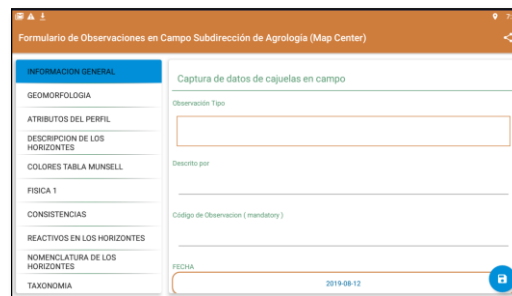 Formulario de Observaciones en Campo Subdirección de Agrología (Map Center)
INFORMACION GENERAL
GEOMORFOLOGIA
ATRIBUTOS DEL PERFIL
DESCRIPCION DE LOS
HORIZONTES
COLORES TABLA MUNSELL
FISICA 1
CONSISTENCIAS
REACTIVOS EN LOS HORIZONTES
NOMENCLATURA DE LOS
HORIZONTES
TAXONOMIA
Captura de datos de cajuelas en campo
Observación Tipo
Descrito por
Código de Observacion ( mandatory )
FECHA
2019-08-12